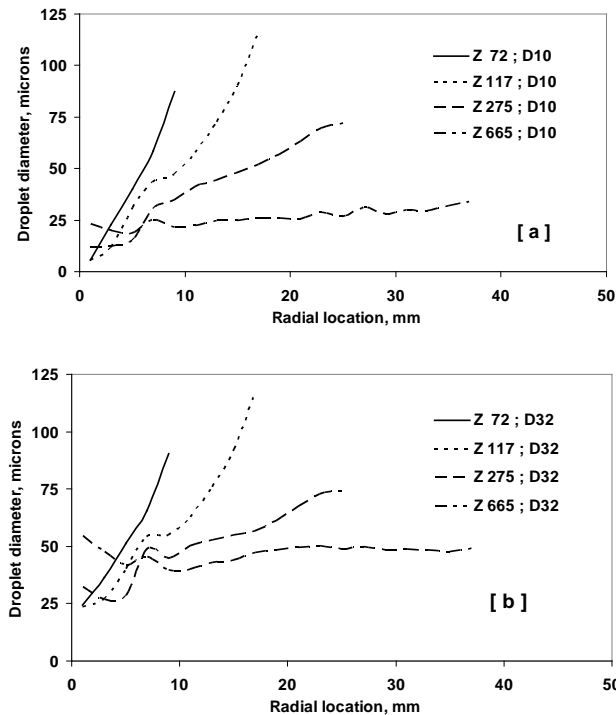 125
100
75
50
25
0
Droplet diameter, microns
Z 72 ; D10
Z 117 ; D10
Z 275 ; D10
Z 665 ; D10
[ a ]
0 10 20 30 40 50
Radial location, mm
125
100
75
50
25
0
Droplet diameter, microns
Z 72 ; D32
Z 117 ; D32
Z 275 ; D32
Z 665 ; D32
[ b ]
0 10 20 30 40 50
Radial location, mm